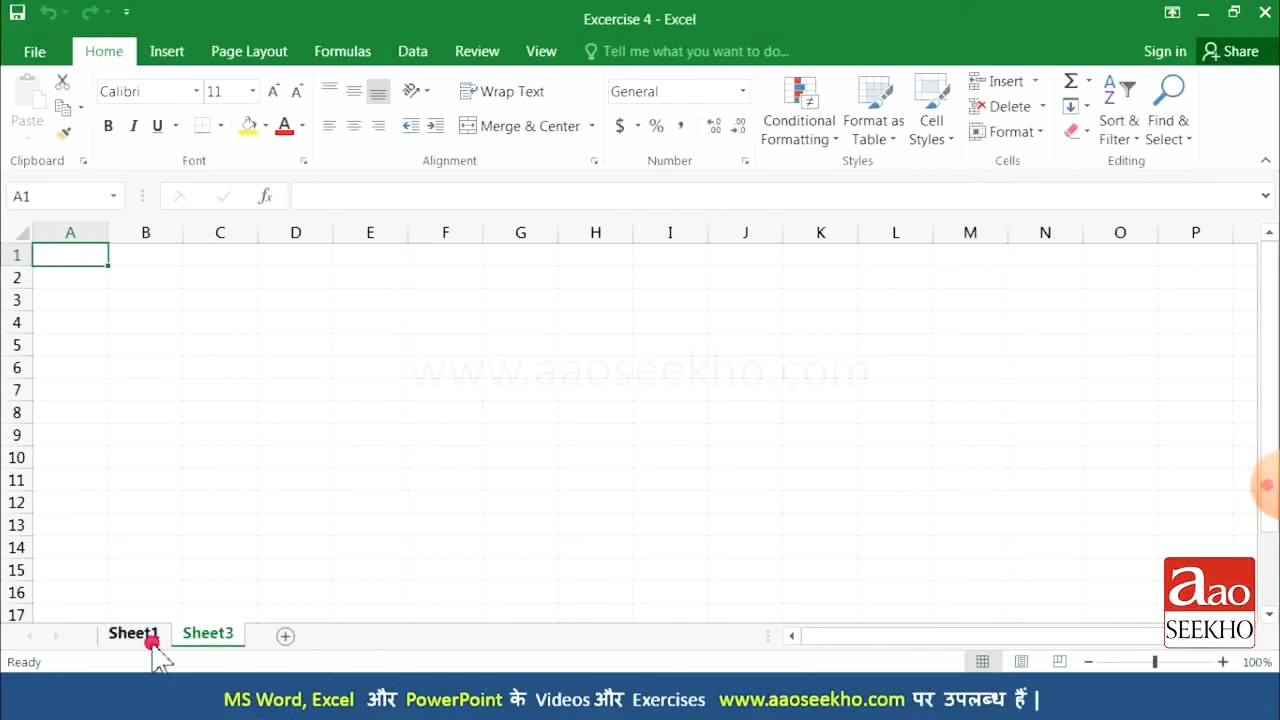 Excercise 4 - Excel
File Home Insert Page Layout Formulas Data Review View Tell me what you want to do... Sign in Share
Paste
Calibri 11
B I U
Wrap Text
Merge & Center
General
$ % ,
Conditional Formatting
Format as Table
Cell Styles
Insert
Delete
Format
Sort & Filter
Find & Select
Clipboard Font Alignment Number Styles Cells Editing
A1 fx
A B C D E F G H I J K L M N O P
1
2
3
4
5
6
7
8
9
10
11
12
13
14
15
16
17
www.aaoseekho.com
aao
SEEKHO
Sheet1 Sheet3
Ready 100%
MS Word, Excel और PowerPoint के Videos और Exercises www.aaoseekho.com पर उपलब्ध हैं |